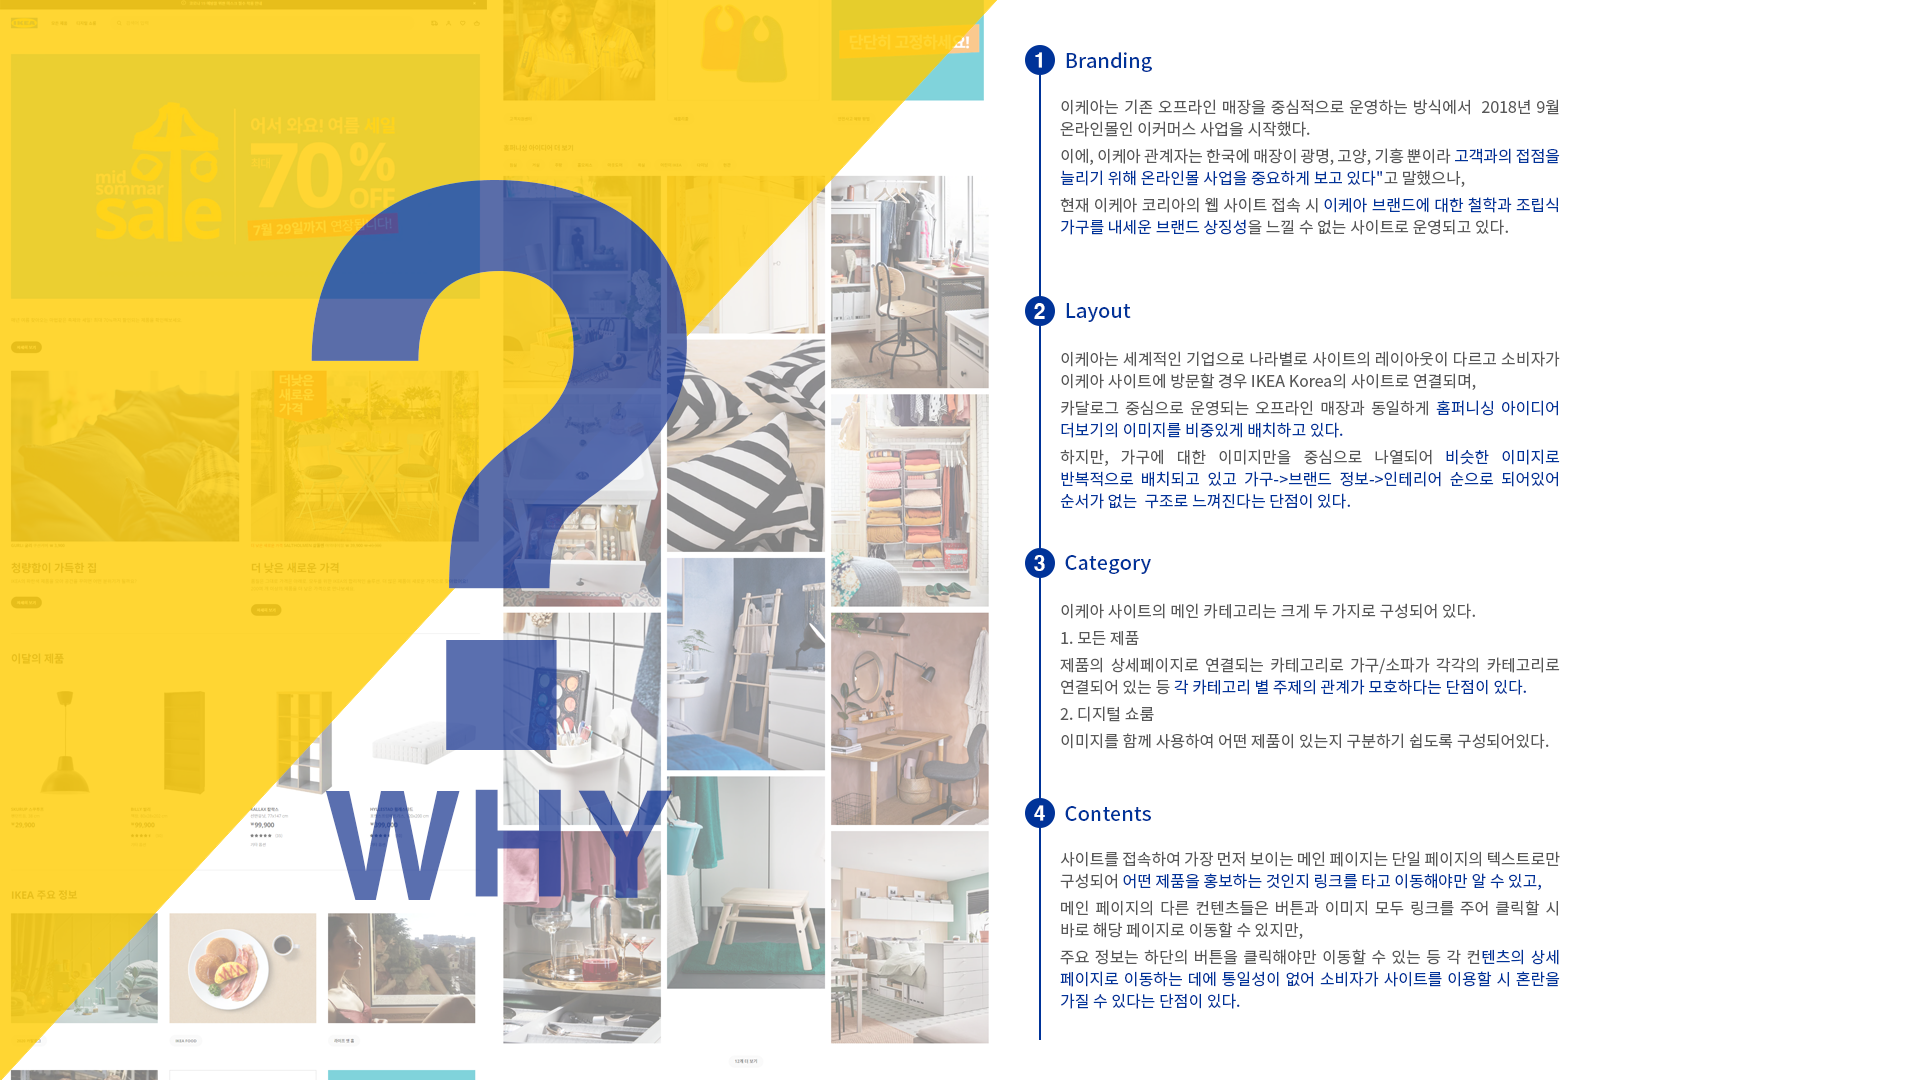 IKEA
어서 와요! 여름 세일
최대
70%
OFF
mid
sommar
sale
7월 29일까지 연장됩니다!
단단히 고정하세요!
홈퍼니싱 아이디어 더 보기
더 낮은
새로운
가격
청량함이 가득한 집
더 낮은 새로운 가격
이달의 제품
₩99,900
IKEA 주요 정보
IKEA FOOD
더 보기
?
WHY
1 Branding
이케아는 기존 오프라인 매장을 중심적으로 운영하는 방식에서 2018년 9월
온라인몰인 이커머스 사업을 시작했다.
이에, 이케아 관계자는 한국에 매장이 광명, 고양, 기흥 뿐이라 고객과의 접점을
늘리기 위해 온라인몰 사업을 중요하게 보고 있다"고 말했으나,
현재 이케아 코리아의 웹 사이트 접속 시 이케아 브랜드에 대한 철학과 조립식
가구를 내세운 브랜드 상징성을 느낄 수 없는 사이트로 운영되고 있다.
2 Layout
이케아는 세계적인 기업으로 나라별로 사이트의 레이아웃이 다르고 소비자가
이케아 사이트에 방문할 경우 IKEA Korea의 사이트로 연결되며,
카달로그 중심으로 운영되는 오프라인 매장과 동일하게 홈퍼니싱 아이디어
더보기의 이미지를 비중있게 배치하고 있다.
하지만, 가구에 대한 이미지만을 중심으로 나열되어 비슷한 이미지로
반복적으로 배치되고 있고 가구->브랜드 정보->인테리어 순으로 되어있어
순서가 없는 구조로 느껴진다는 단점이 있다.
3 Category
이케아 사이트의 메인 카테고리는 크게 두 가지로 구성되어 있다.
1. 모든 제품
제품의 상세페이지로 연결되는 카테고리로 가구/소파가 각각의 카테고리로
연결되어 있는 등 각 카테고리 별 주제의 관계가 모호하다는 단점이 있다.
2. 디지털 쇼룸
이미지를 함께 사용하여 어떤 제품이 있는지 구분하기 쉽도록 구성되어있다.
4 Contents
사이트를 접속하여 가장 먼저 보이는 메인 페이지는 단일 페이지의 텍스트로만
구성되어 어떤 제품을 홍보하는 것인지 링크를 타고 이동해야만 알 수 있고,
메인 페이지의 다른 컨텐츠들은 버튼과 이미지 모두 링크를 주어 클릭할 시
바로 해당 페이지로 이동할 수 있지만,
주요 정보는 하단의 버튼을 클릭해야만 이동할 수 있는 등 각 컨텐츠의 상세
페이지로 이동하는 데에 통일성이 없어 소비자가 사이트를 이용할 시 혼란을
가질 수 있다는 단점이 있다.